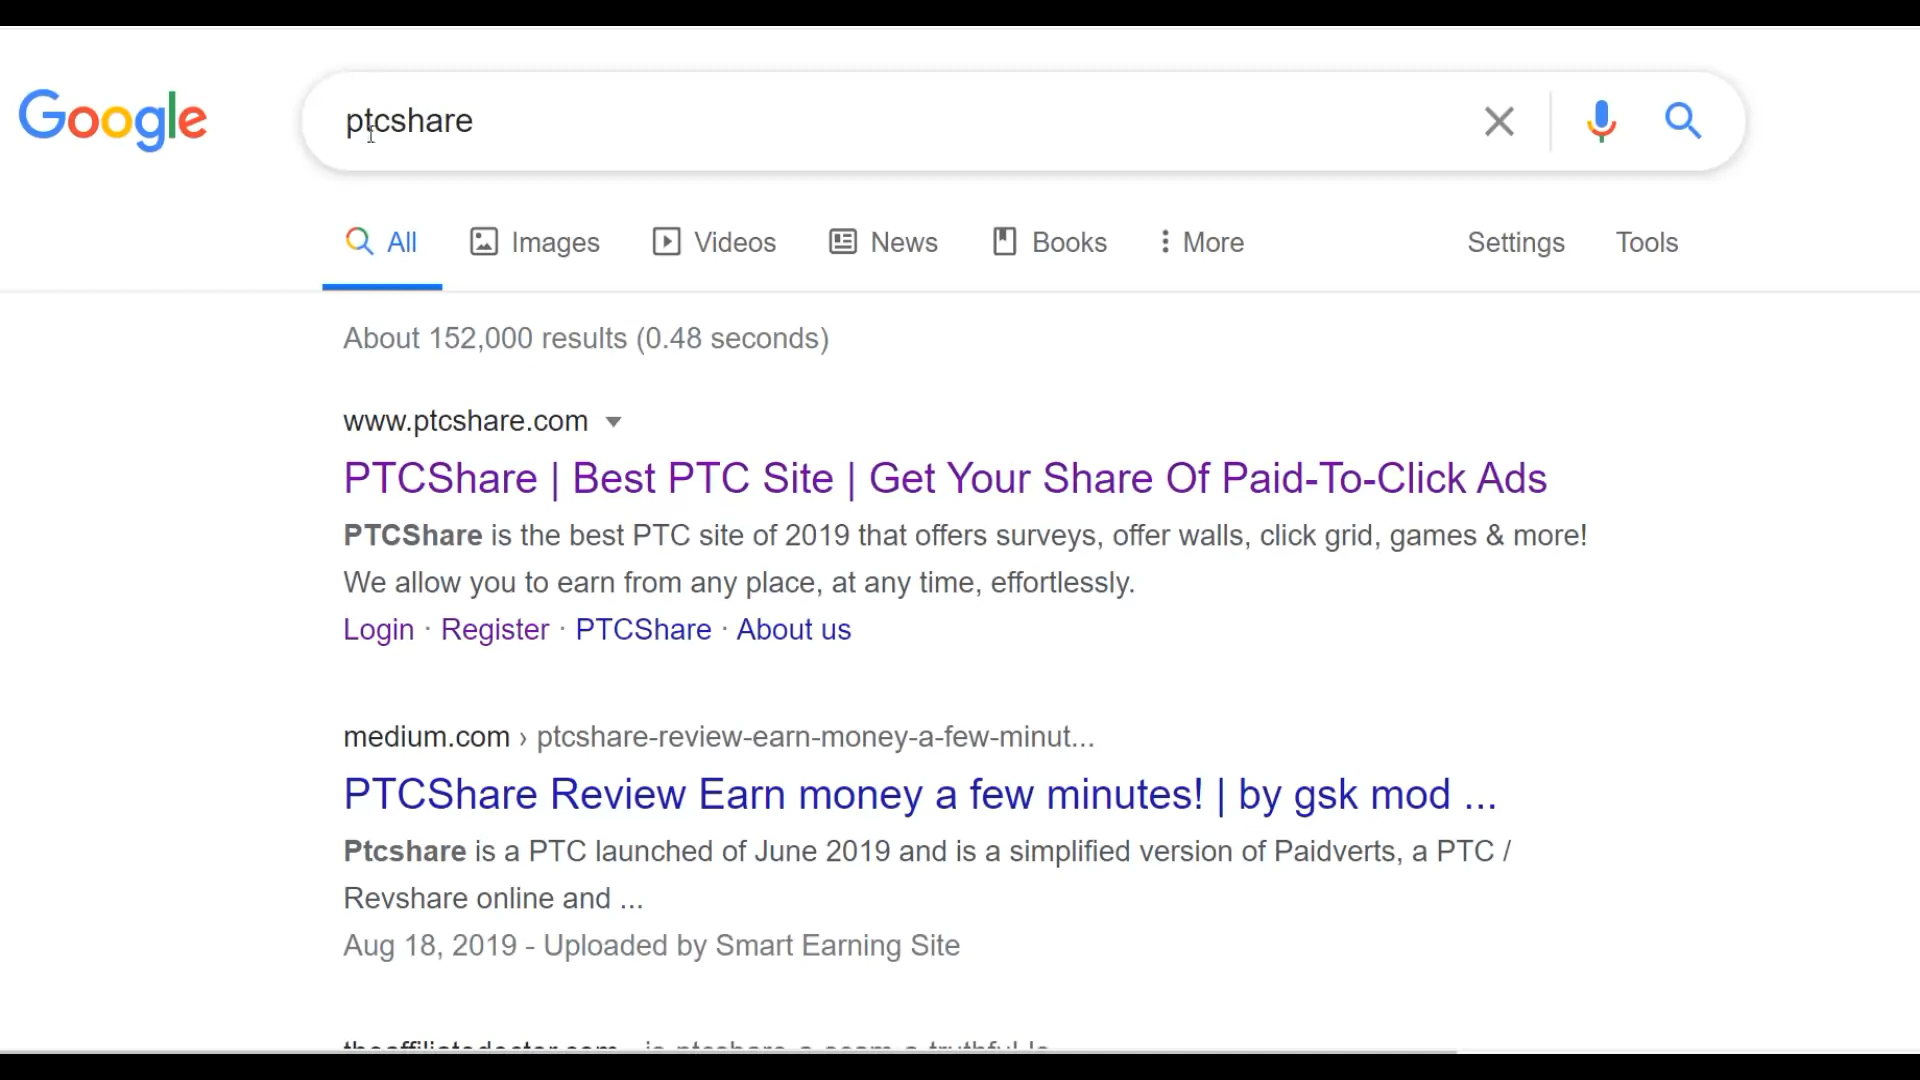 Google
ptcshare
All Images Videos News Books More Settings Tools
About 152,000 results (0.48 seconds)
www.ptcshare.com
PTCShare | Best PTC Site | Get Your Share Of Paid-To-Click Ads
PTCShare is the best PTC site of 2019 that offers surveys, offer walls, click grid, games & more!
We allow you to earn from any place, at any time, effortlessly.
Login · Register · PTCShare · About us
medium.com › ptcshare-review-earn-money-a-few-minut...
PTCShare Review Earn money a few minutes! | by gsk mod ...
Ptcshare is a PTC launched of June 2019 and is a simplified version of Paidverts, a PTC /
Revshare online and ...
Aug 18, 2019 - Uploaded by Smart Earning Site